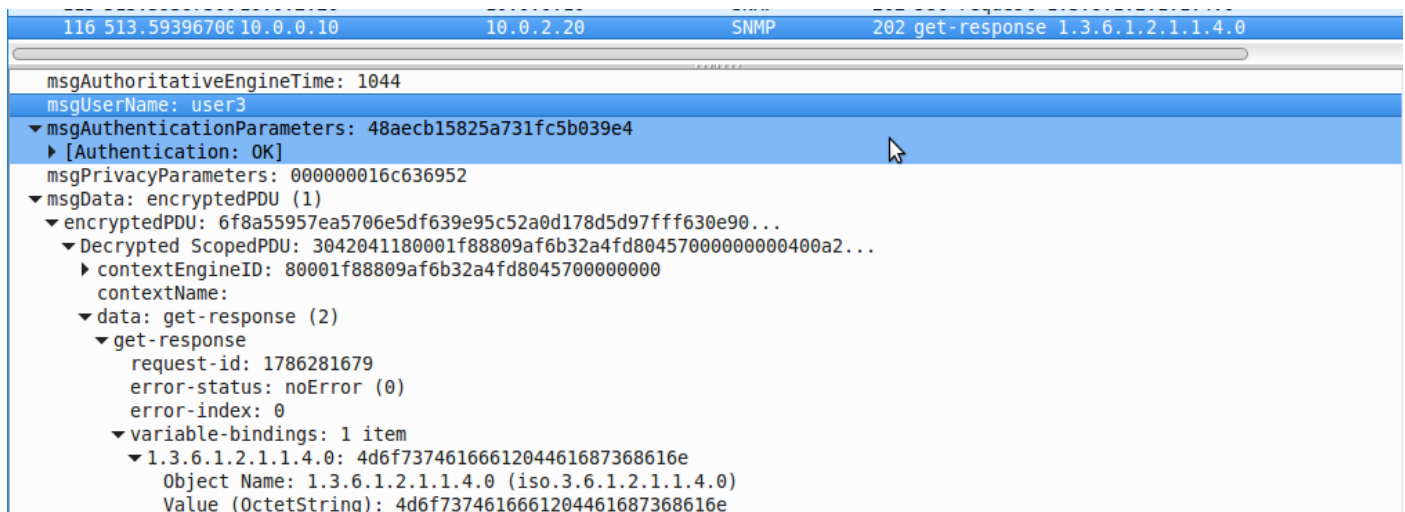 116 513.59396700 10.0.0.10 10.0.2.20 SNMP 202 get-response 1.3.6.1.2.1.1.4.0
msgAuthoritativeEngineTime: 1044
msgUserName: user3
msgAuthenticationParameters: 48aecb15825a731fc5b039e4
[Authentication: OK]
msgPrivacyParameters: 000000016c636952
msgData: encryptedPDU (1)
encryptedPDU: 6f8a55957ea5706e5df639e95c52a0d178d5d97fff630e90...
Decrypted ScopedPDU: 3042041180001f88809af6b32a4fd80457000000000400a2...
contextEngineID: 80001f88809af6b32a4fd8045700000000
contextName:
data: get-response (2)
get-response
request-id: 1786281679
error-status: noError (0)
error-index: 0
variable-bindings: 1 item
1.3.6.1.2.1.1.4.0: 4d6f7374616661204461687368616e
Object Name: 1.3.6.1.2.1.1.4.0 (iso.3.6.1.2.1.1.4.0)
Value (OctetString): 4d6f7374616661204461687368616e